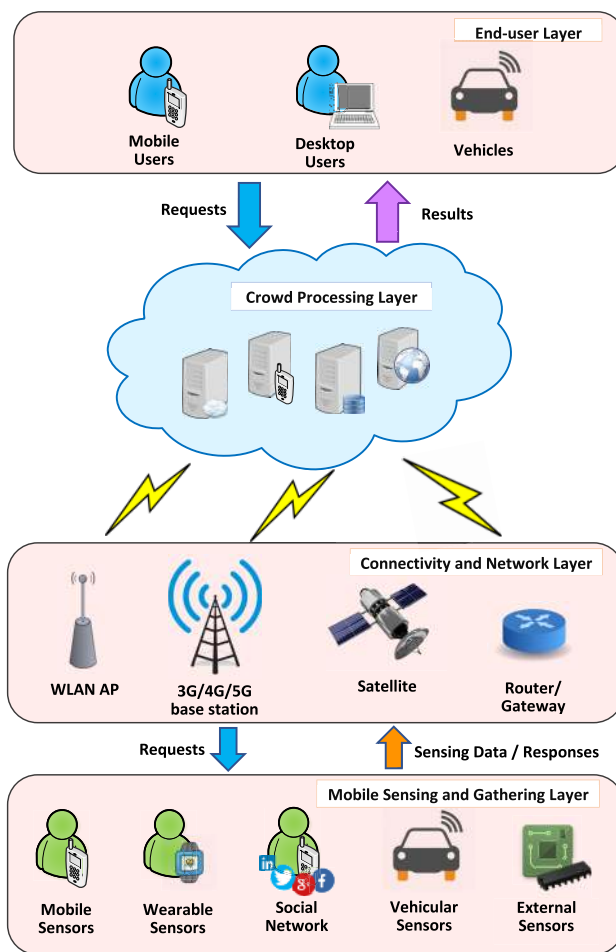 End-user Layer
Mobile
Users
Desktop
Users
Vehicles
Requests
Results
Crowd Processing Layer
Connectivity and Network Layer
WLAN AP
3G/4G/5G
base station
Satellite
Router/
Gateway
Requests
Sensing Data / Responses
Mobile Sensing and Gathering Layer
in
g+
f
Mobile
Sensors
Wearable
Sensors
Social
Network
Vehicular
Sensors
External
Sensors